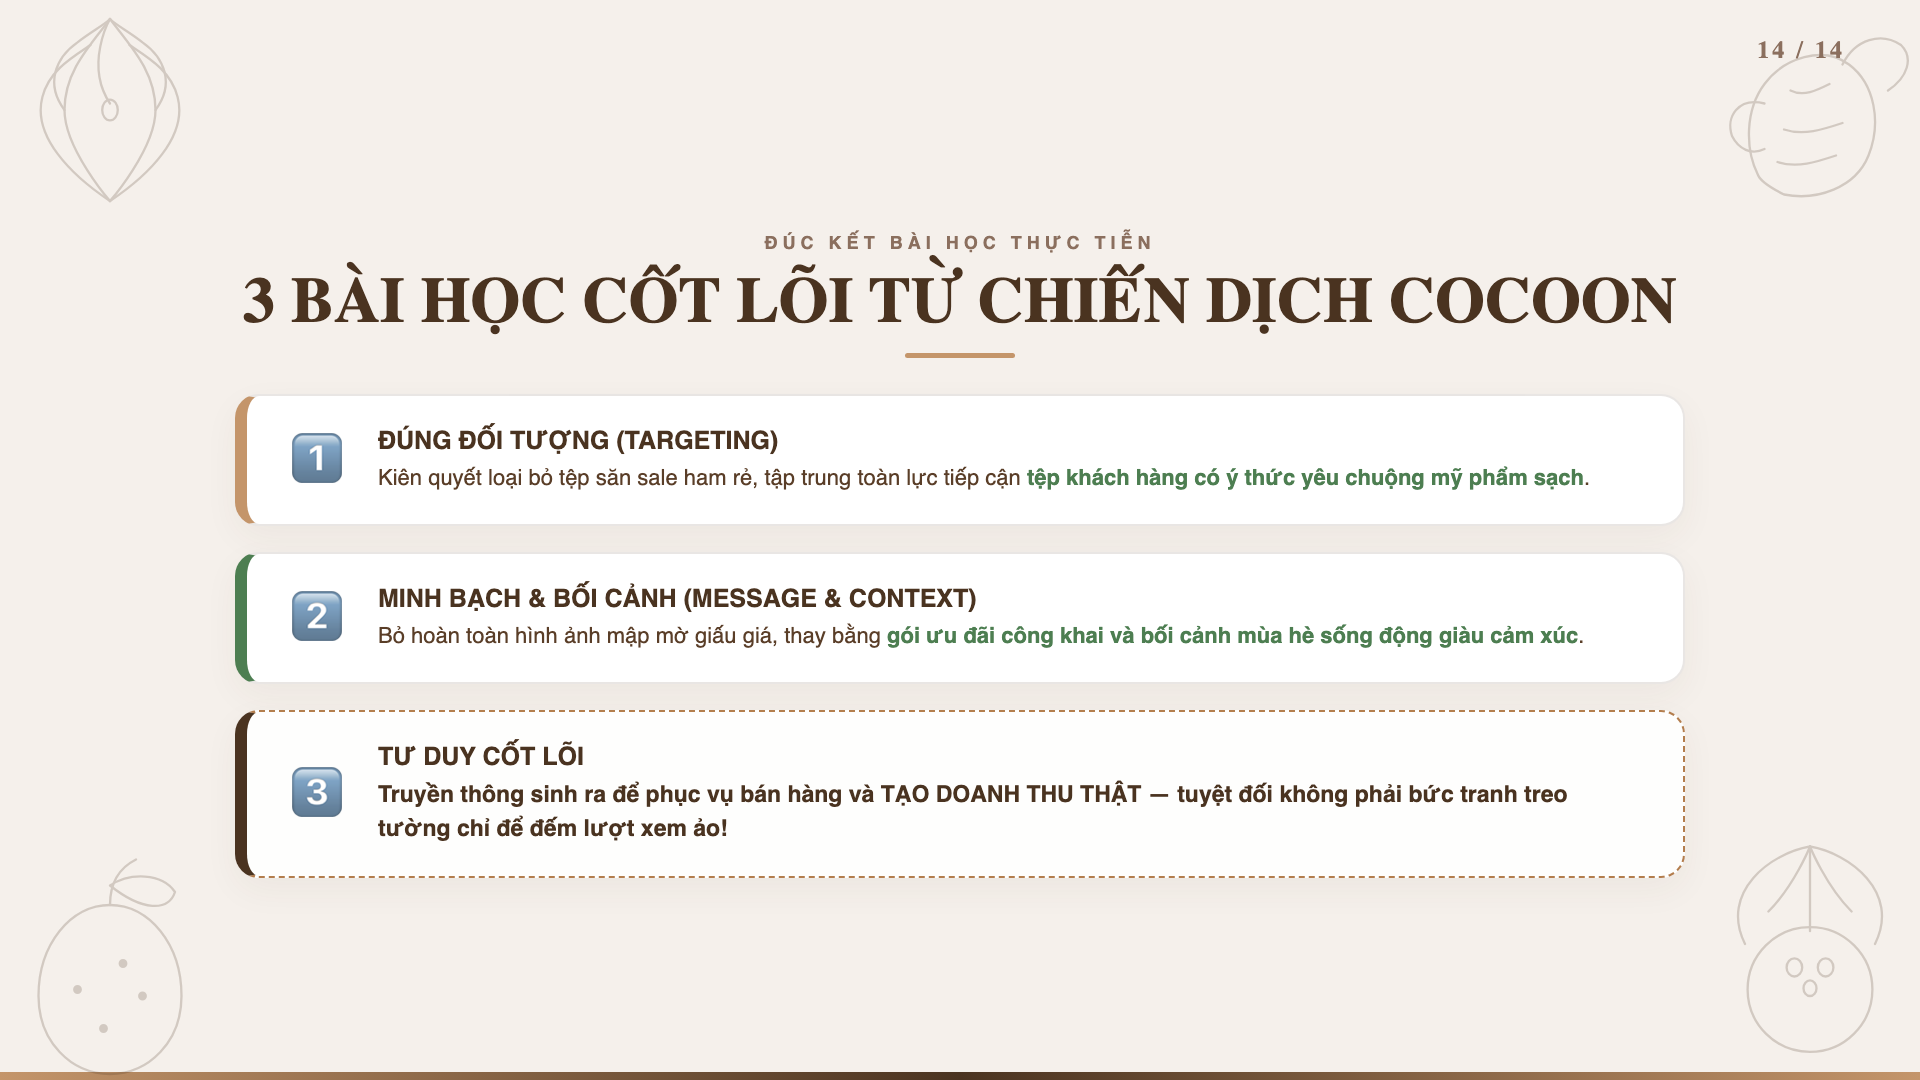 14 / 14
ĐÚC KẾT BÀI HỌC THỰC TIỄN
3 BÀI HỌC CỐT LÕI TỪ CHIẾN DỊCH COCOON
1
ĐÚNG ĐỐI TƯỢNG (TARGETING)
Kiên quyết loại bỏ tệp săn sale ham rẻ, tập trung toàn lực tiếp cận tệp khách hàng có ý thức yêu chuộng mỹ phẩm sạch.
2
MINH BẠCH & BỐI CẢNH (MESSAGE & CONTEXT)
Bỏ hoàn toàn hình ảnh mập mờ giấu giá, thay bằng gói ưu đãi công khai và bối cảnh mùa hè sống động giàu cảm xúc.
3
TƯ DUY CỐT LÕI
Truyền thông sinh ra để phục vụ bán hàng và TẠO DOANH THU THẬT — tuyệt đối không phải bức tranh treo
tường chỉ để đếm lượt xem ảo!